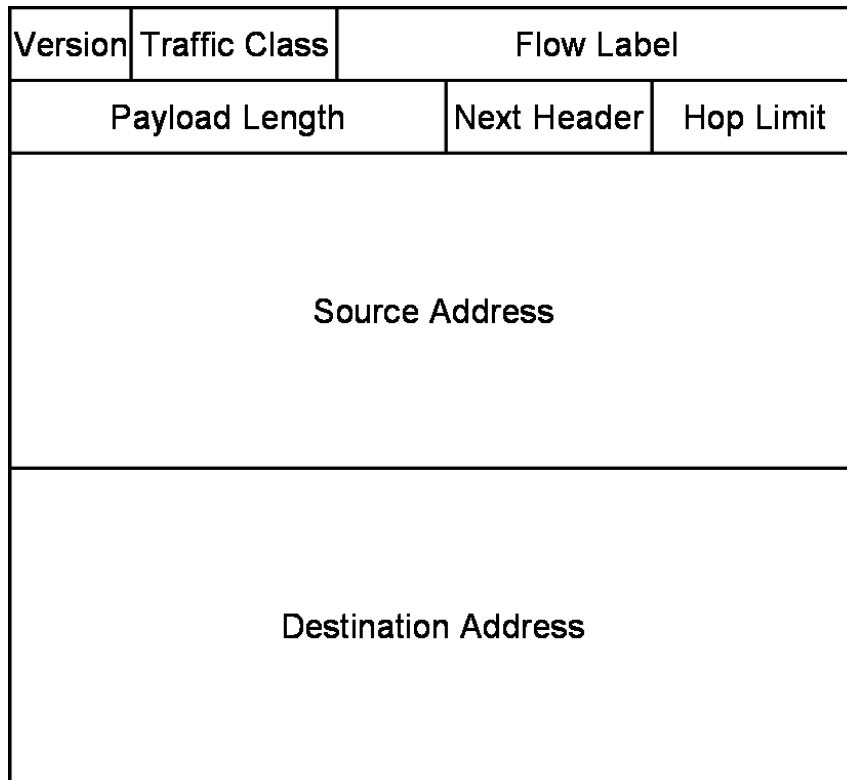 Version Traffic Class Flow Label
Payload Length Next Header Hop Limit
Source Address
Destination Address